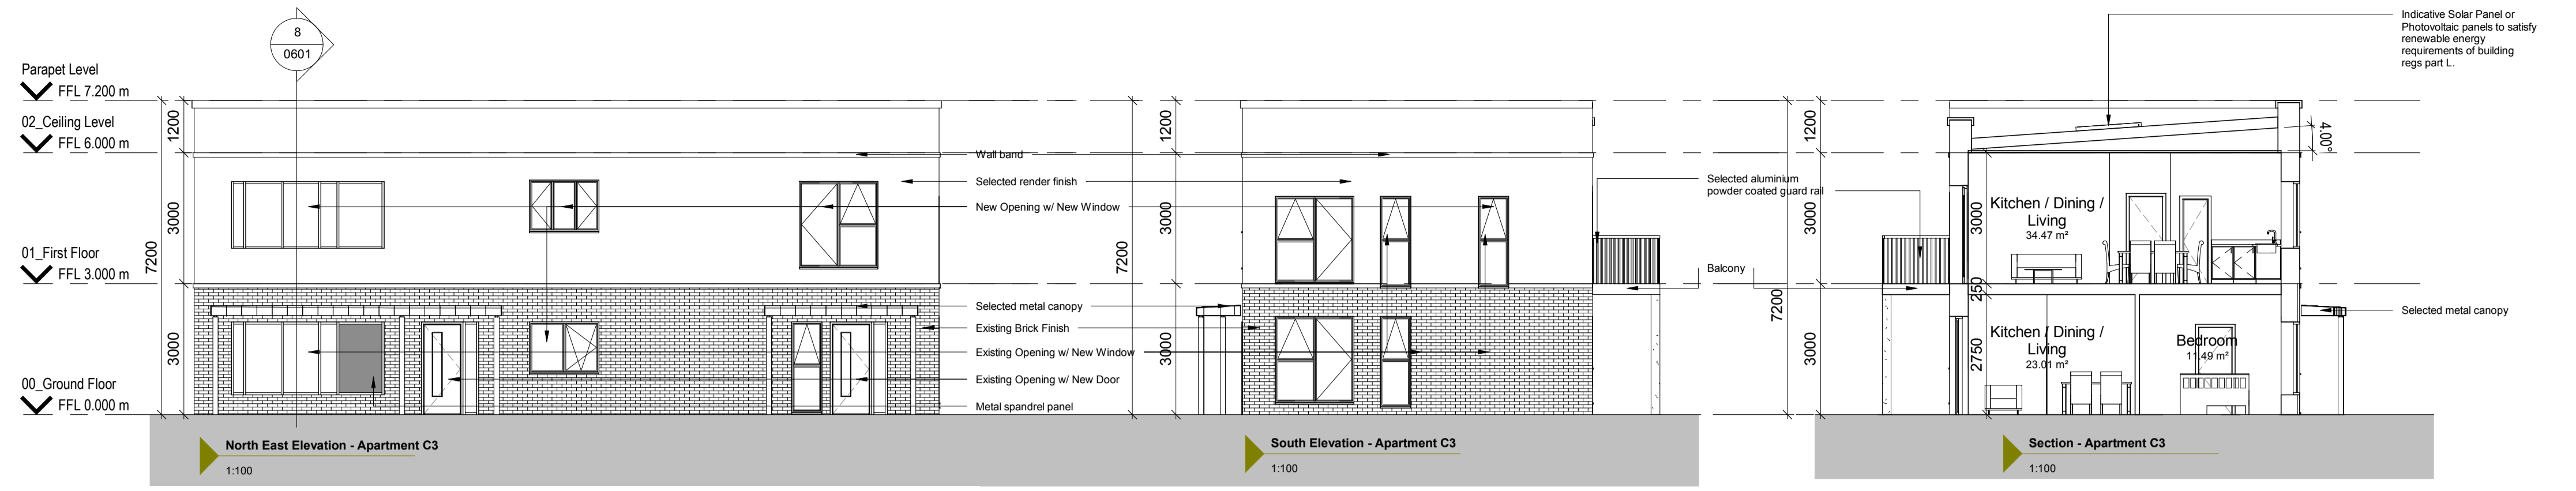 8
0601
Parapet Level
FFL 7.200 m
02_Ceiling Level
FFL 6.000 m
01_First Floor
FFL 3.000 m
00_Ground Floor
FFL 0.000 m
7200
1200
3000
3000
Wall band
Selected render finish
New Opening w/ New Window
Selected metal canopy
Existing Brick Finish
Existing Opening w/ New Window
Existing Opening w/ New Door
Metal spandrel panel
North East Elevation - Apartment C3
1:100
7200
1200
3000
3000
Selected aluminium
powder coated guard rail
Balcony
South Elevation - Apartment C3
1:100
7200
1200
3000
3000
Indicative Solar Panel or
Photovoltaic panels to satisfy
renewable energy
requirements of building
regs part L.
4.00°
3000
250
2750
Kitchen / Dining /
Living
34.47 m²
Kitchen / Dining /
Living
23.01 m²
Bedroom
11.49 m²
Selected metal canopy
Section - Apartment C3
1:100